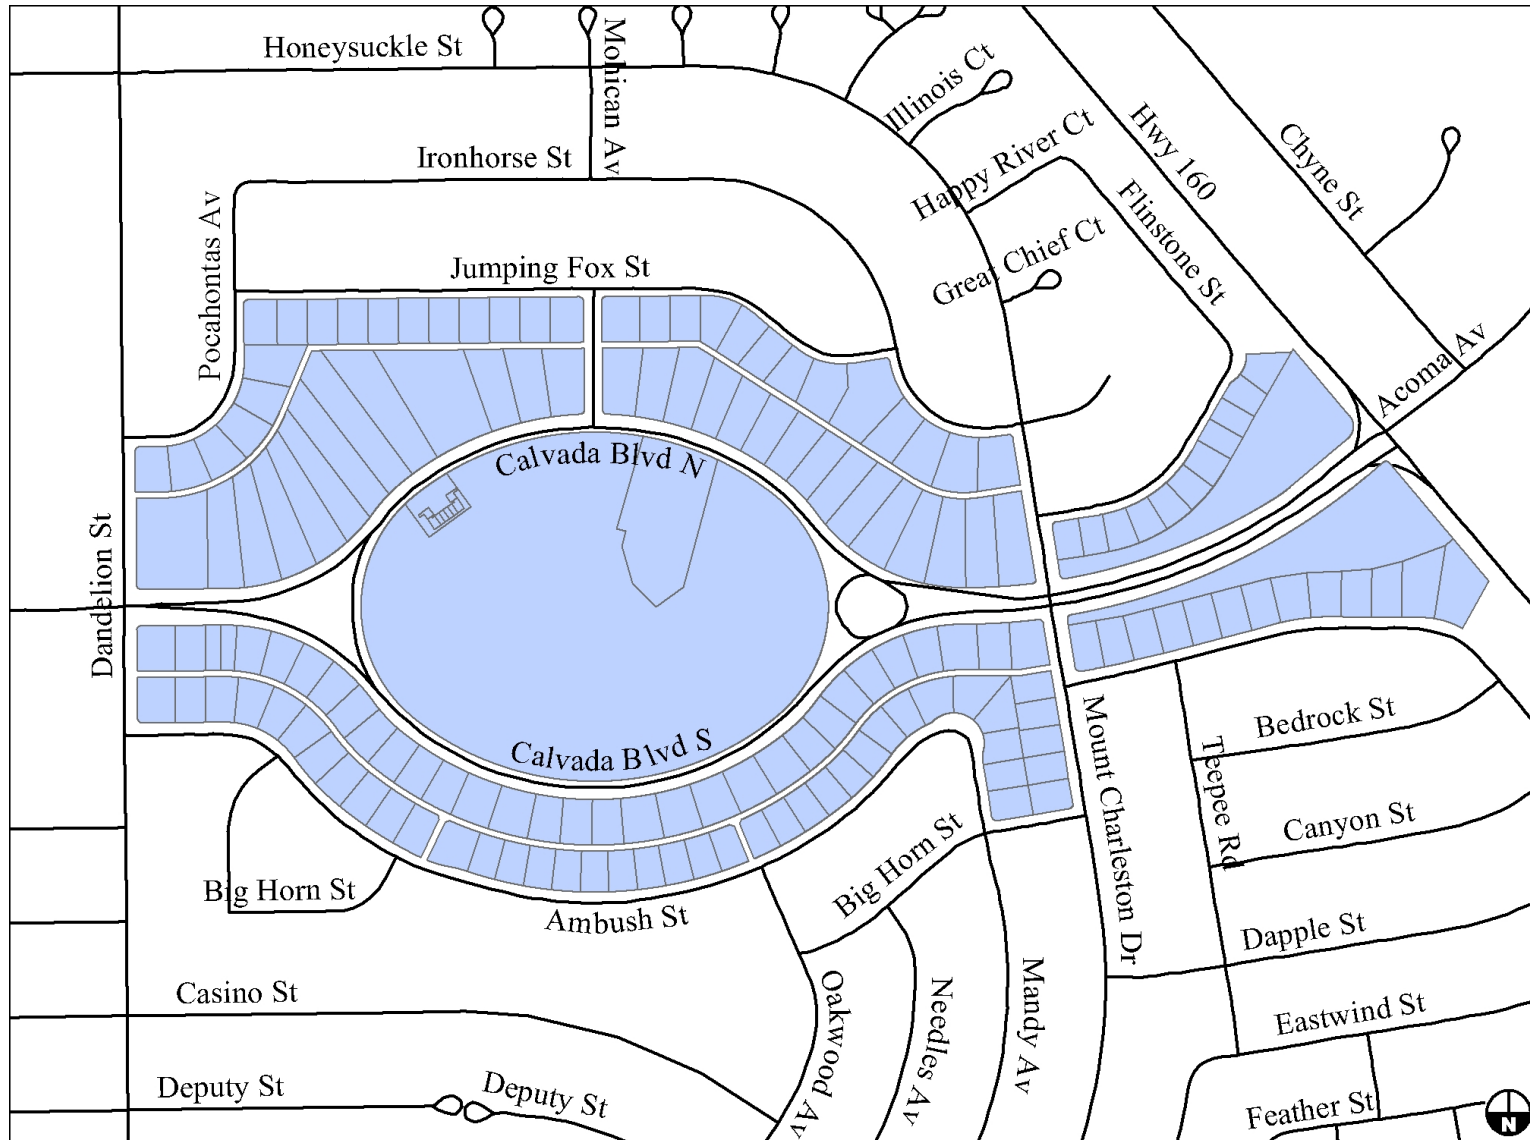 Honeysuckle St
Mohican Av
Illinois Ct
Hwy 160
Chyne St
Ironhorse St
Happy River Ct
Flinstone St
Pocahontas Av
Jumping Fox St
Great Chief Ct
Acoma Av
Calvada Blvd N
Dandelion St
Calvada Blvd S
Mount Charleston Dr
Bedrock St
Teepee Rd
Canyon St
Big Horn St
Big Horn St
Ambush St
Dapple St
Casino St
Oakwood Av
Needles Av
Mandy Av
Eastwind St
Deputy St
Deputy St
Feather St
N